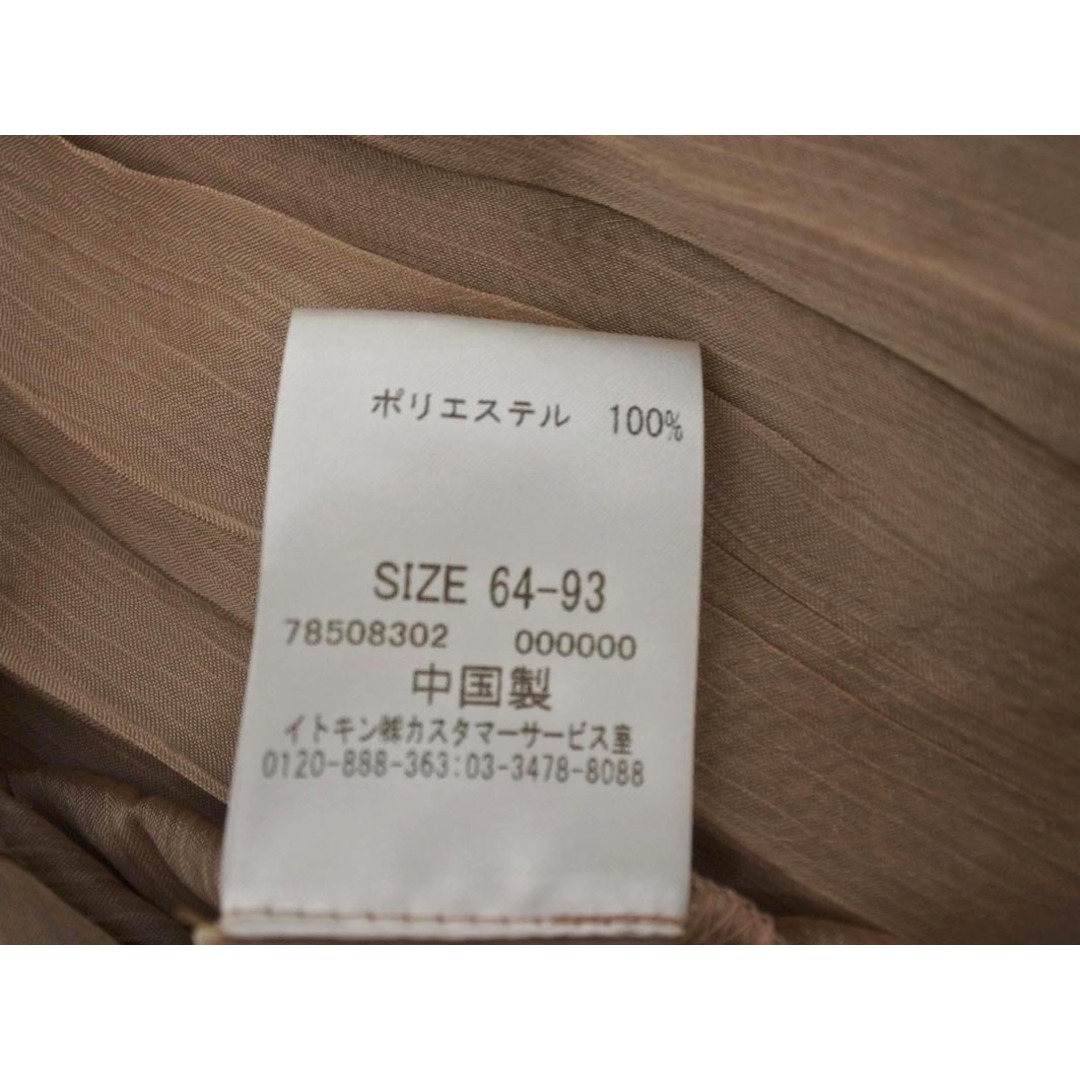 ポリエステル 100%
SIZE 64-93
78508302 000000
中国製
イトキン㈱カスタマーサービス室
0120-888-363:03-3478-8088